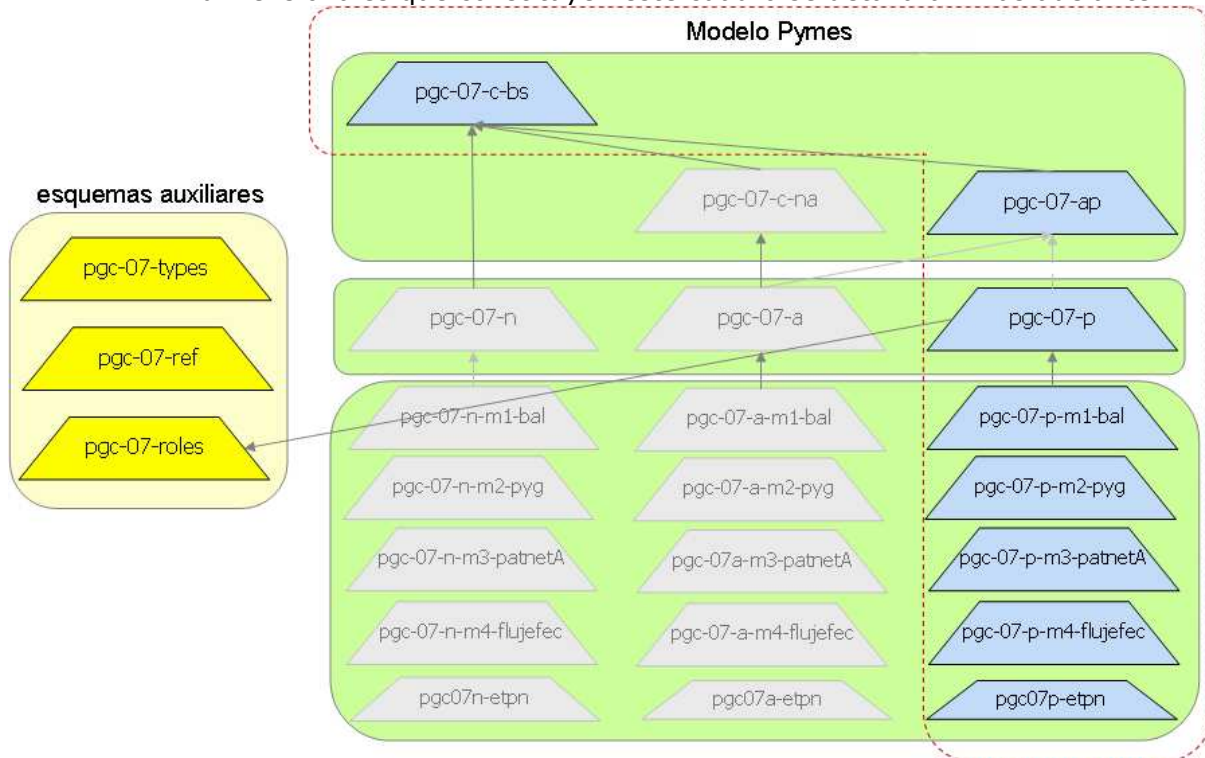 Modelo Pymes
pgc-07-c-bs
esquemas auxiliares
pgc-07-c-na
pgc-07-ap
pgc-07-types
pgc-07-n
pgc-07-a
pgc-07-p
pgc-07-ref
pgc-07-roles
pgc-07-n-m1-bal
pgc-07-a-m1-bal
pgc-07-p-m1-bal
pgc-07-n-m2-pyg
pgc-07-a-m2-pyg
pgc-07-p-m2-pyg
pgc-07-n-m3-patnetA
pgc-07a-m3-patnetA
pgc-07-p-m3-patnetA
pgc-07-n-m4-flujefec
pgc-07-a-m4-flujefec
pgc-07-p-m4-flujefec
pgc07n-etpn
pgc07a-etpn
pgc07p-etpn